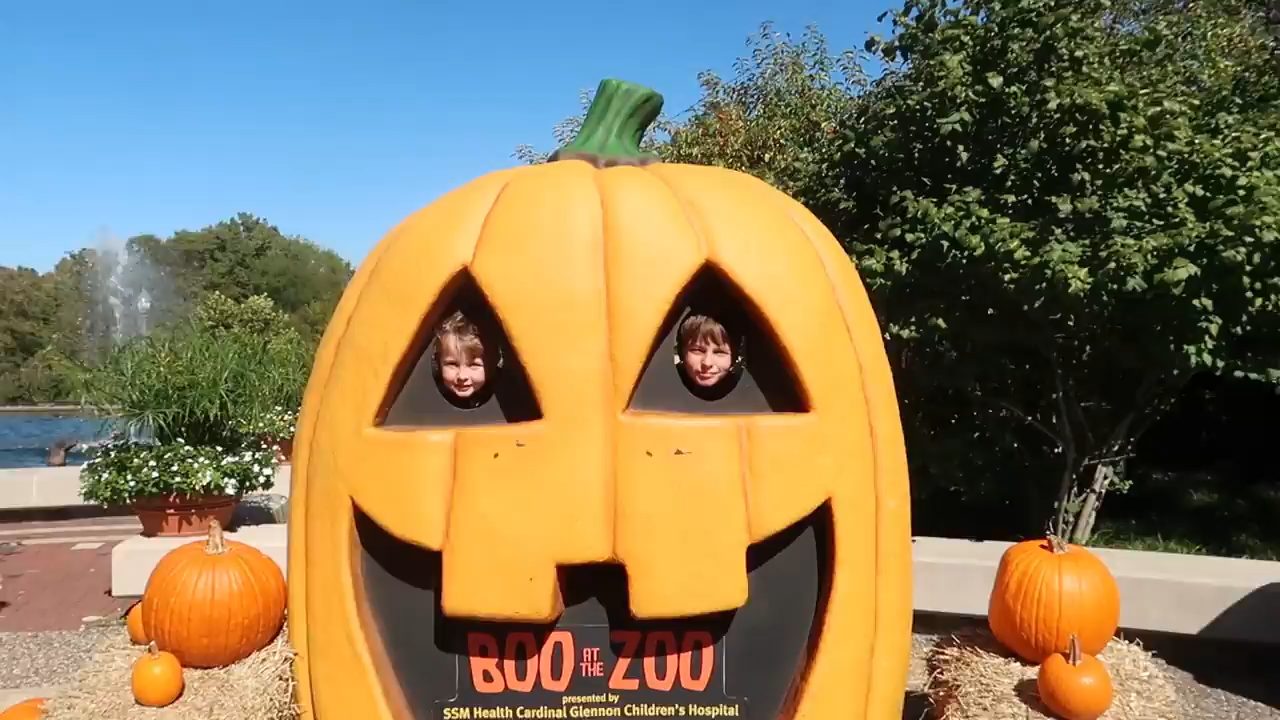 BOO AT THE ZOO
presented by
SSM Health Cardinal Glennon Children's Hospital